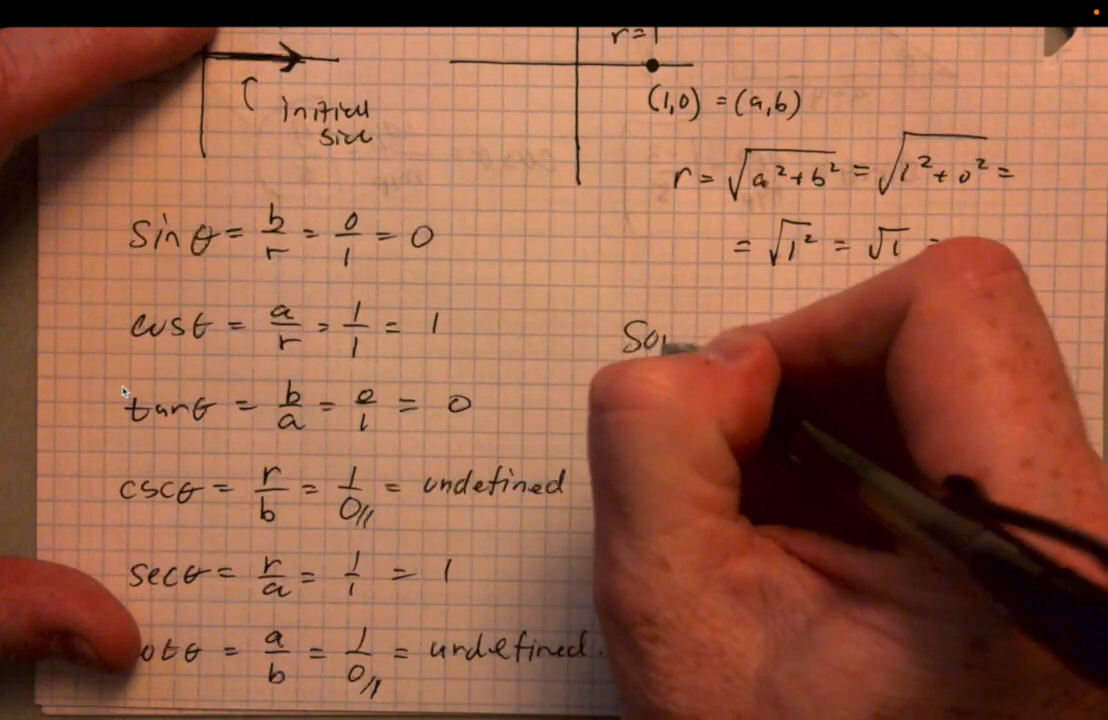 r=1
initial
side
(1,0) = (a,b)
r = √a²+b² = √1²+0² =
= √1² = √1 =
sin θ = b/r = 0/1 = 0
cos θ = a/r = 1/1 = 1
tan θ = b/a = 0/1 = 0
csc θ = r/b = 1/0 = undefined
sec θ = r/a = 1/1 = 1
ot θ = a/b = 1/0 = undefined.